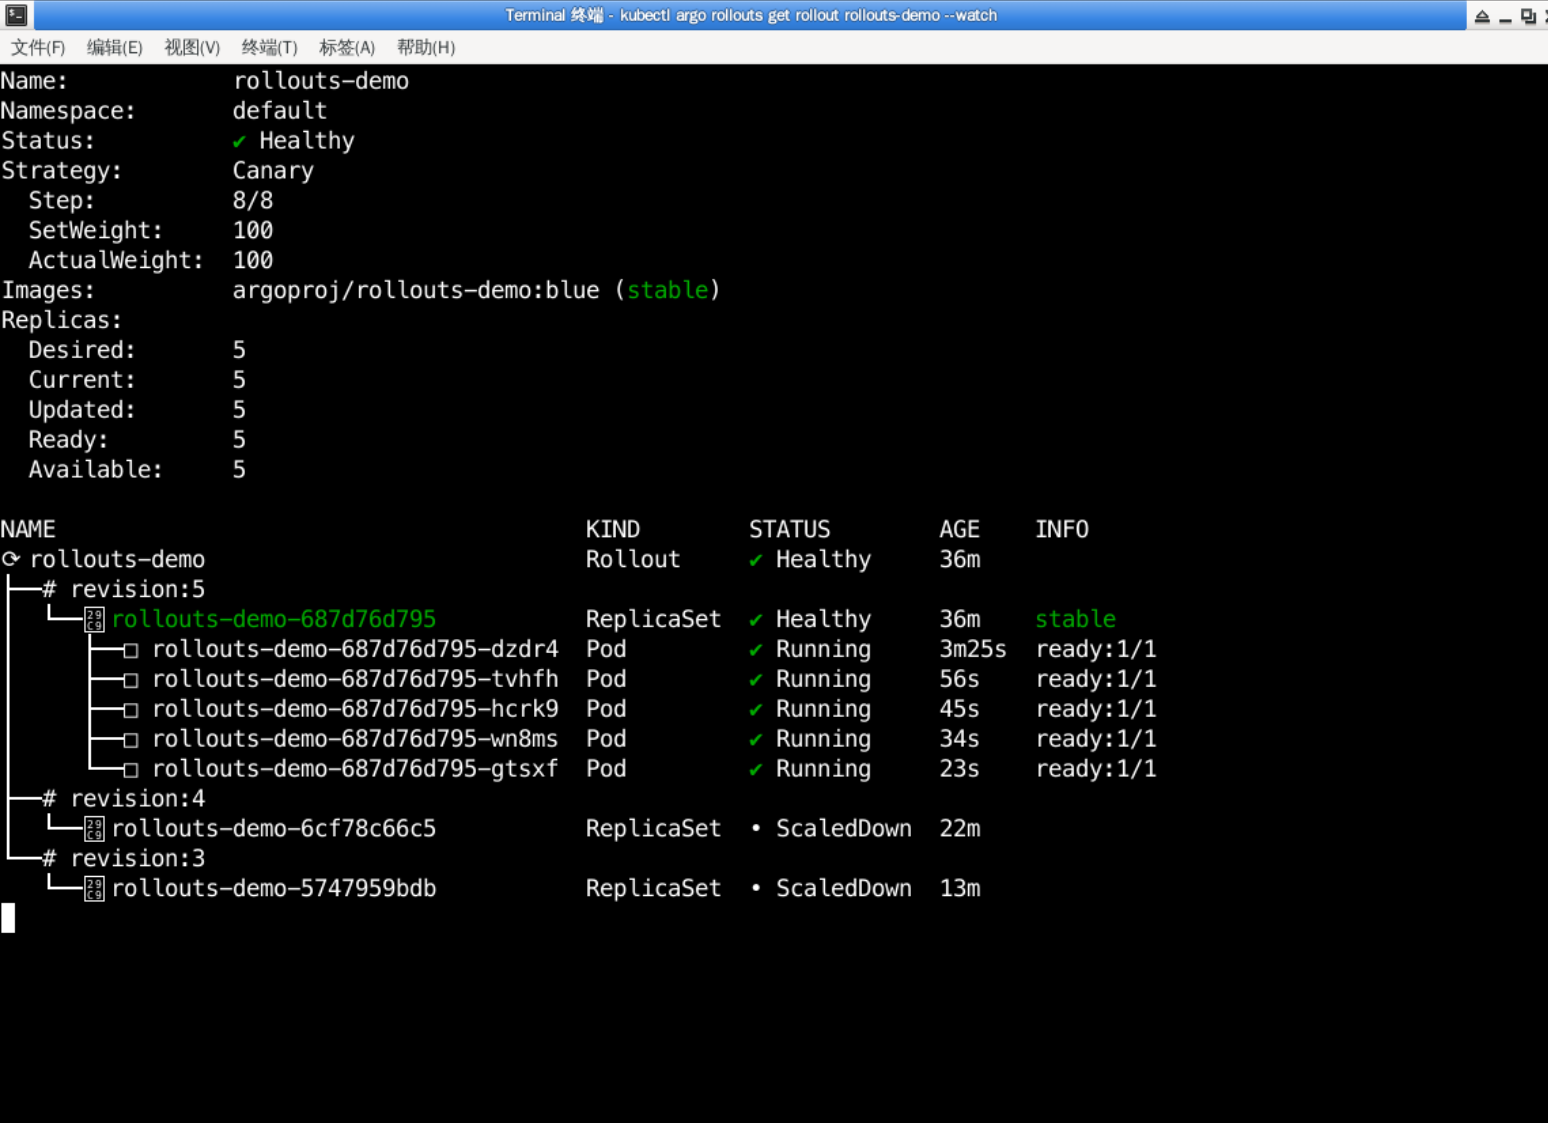 Terminal 终端 - kubectl argo rollouts get rollout rollouts-demo --watch
文件(F) 编辑(E) 视图(V) 终端(T) 标签(A) 帮助(H)
Name: rollouts-demo
Namespace: default
Status: ✔ Healthy
Strategy: Canary
Step: 8/8
SetWeight: 100
ActualWeight: 100
Images: argoproj/rollouts-demo:blue (stable)
Replicas:
Desired: 5
Current: 5
Updated: 5
Ready: 5
Available: 5
NAME KIND STATUS AGE INFO
⟳ rollouts-demo Rollout ✔ Healthy 36m
├──# revision:5
└──⧉ rollouts-demo-687d76d795 ReplicaSet ✔ Healthy 36m stable
├──□ rollouts-demo-687d76d795-dzdr4 Pod ✔ Running 3m25s ready:1/1
├──□ rollouts-demo-687d76d795-tvhfh Pod ✔ Running 56s ready:1/1
├──□ rollouts-demo-687d76d795-hcrk9 Pod ✔ Running 45s ready:1/1
├──□ rollouts-demo-687d76d795-wn8ms Pod ✔ Running 34s ready:1/1
└──□ rollouts-demo-687d76d795-gtsxf Pod ✔ Running 23s ready:1/1
├──# revision:4
└──⧉ rollouts-demo-6cf78c66c5 ReplicaSet • ScaledDown 22m
└──# revision:3
└──⧉ rollouts-demo-5747959bdb ReplicaSet • ScaledDown 13m